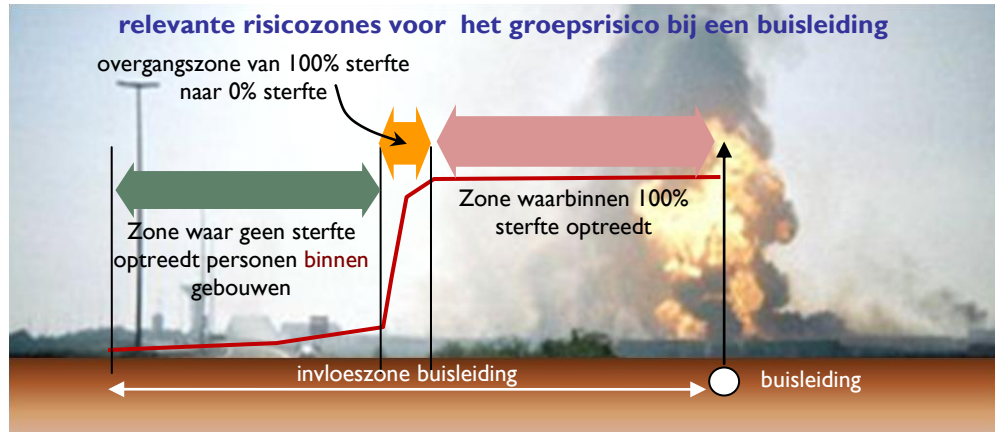 relevante risicozones voor het groepsrisico bij een buisleiding
overgangszone van 100% sterfte
naar 0% sterfte
Zone waarbinnen 100%
sterfte optreedt
Zone waar geen sterfte
optreedt personen binnen
gebouwen
invloeszone buisleiding
buisleiding